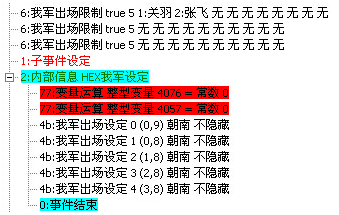 6:我军出场限制 true 5 1:关羽 2:张飞 无 无 无 无 无 无 无 无
6:我军出场限制 true 5 无 无 无 无 无 无 无 无 无 无
6:我军出场限制 true 5 无 无 无 无 无 无 无 无 无 无
1:子事件设定
2:内部信息 HEX我军设定
77:变量运算 整型变量 4076 = 常数 0
77:变量运算 整型变量 4057 = 常数 0
4b:我军出场设定 0 (0,9) 朝南 不隐藏
4b:我军出场设定 1 (0,8) 朝南 不隐藏
4b:我军出场设定 2 (1,8) 朝南 不隐藏
4b:我军出场设定 3 (2,8) 朝南 不隐藏
4b:我军出场设定 4 (3,8) 朝南 不隐藏
0:事件结束